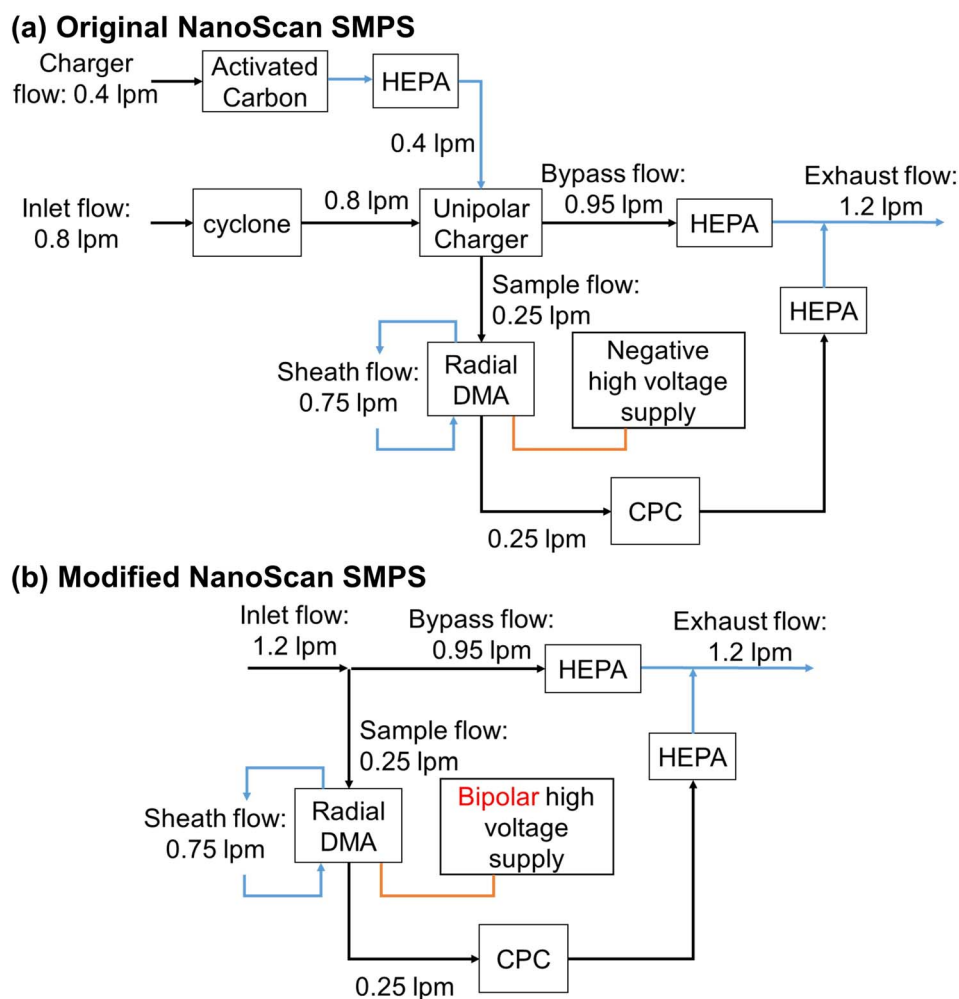 (a) Original NanoScan SMPS
Charger
flow: 0.4 lpm
Activated
Carbon
HEPA
0.4 lpm
Inlet flow:
0.8 lpm
cyclone
0.8 lpm
Unipolar
Charger
Bypass flow:
0.95 lpm
HEPA
Exhaust flow:
1.2 lpm
Sample flow:
0.25 lpm
HEPA
Sheath flow:
0.75 lpm
Radial
DMA
Negative
high voltage
supply
CPC
0.25 lpm
(b) Modified NanoScan SMPS
Inlet flow:
1.2 lpm
Bypass flow:
0.95 lpm
HEPA
Exhaust flow:
1.2 lpm
Sample flow:
0.25 lpm
HEPA
Sheath flow:
0.75 lpm
Radial
DMA
Bipolar high
voltage
supply
CPC
0.25 lpm